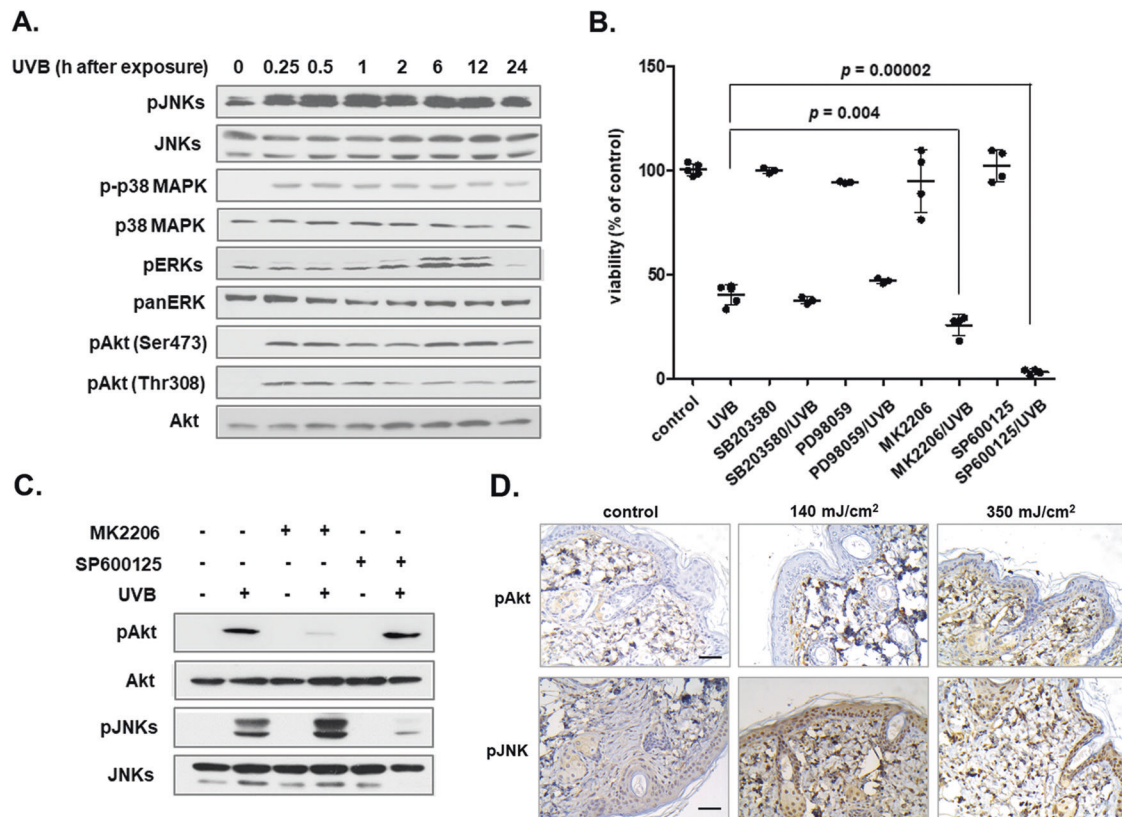 A.
UVB (h after exposure) 0 0.25 0.5 1 2 6 12 24
pJNKs
JNKs
p-p38 MAPK
p38 MAPK
pERKs
panERK
pAkt (Ser473)
pAkt (Thr308)
Akt
B.
150
100
50
0
viability (% of control)
p = 0.00002
p = 0.004
control
UVB
SB203580
SB203580/UVB
PD98059
PD98059/UVB
MK2206
MK2206/UVB
SP600125
SP600125/UVB
C.
MK2206 - - + + - -
SP600125 - - - - + +
UVB - + - + - +
pAkt
Akt
pJNKs
JNKs
D.
control 140 mJ/cm² 350 mJ/cm²
pAkt
pJNK